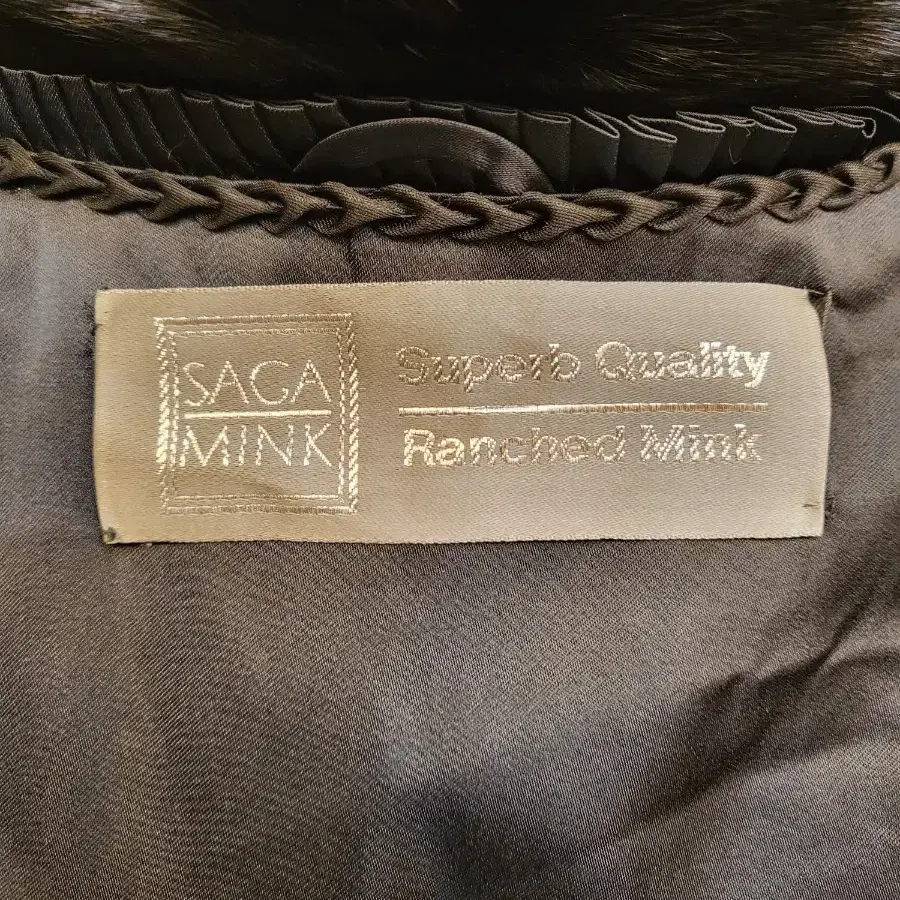 SAGA
MINK
Superb Quality
Ranched Mink